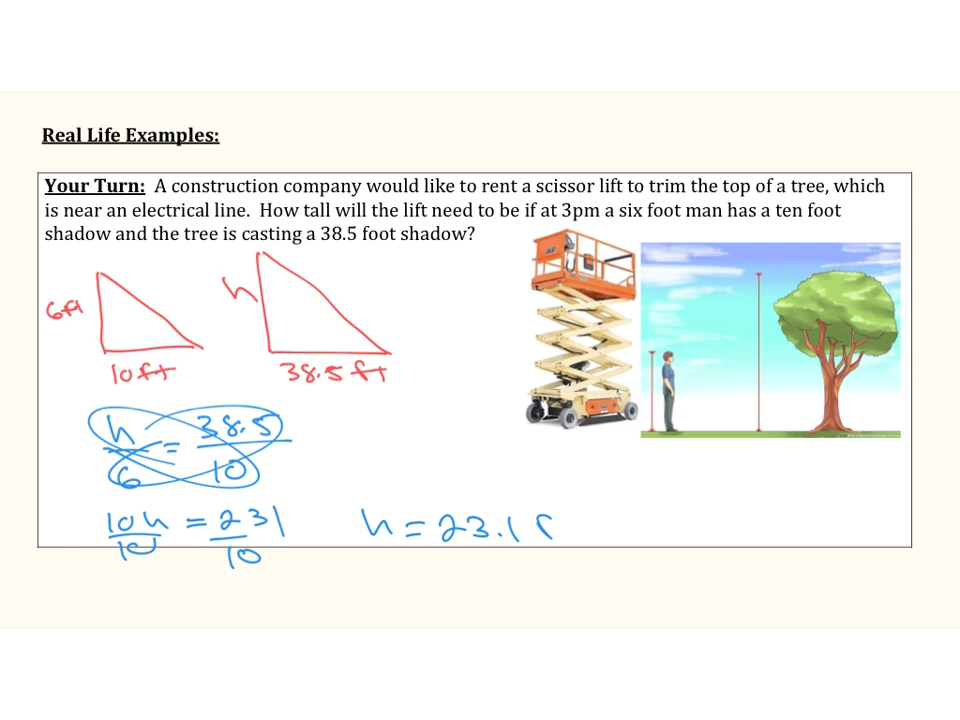 Real Life Examples:
Your Turn: A construction company would like to rent a scissor lift to trim the top of a tree, which
is near an electrical line. How tall will the lift need to be if at 3pm a six foot man has a ten foot
shadow and the tree is casting a 38.5 foot shadow?
6ft
h
10ft
38.5 ft
h/6 = 38.5/10
10h/10 = 231/10
h = 23.1